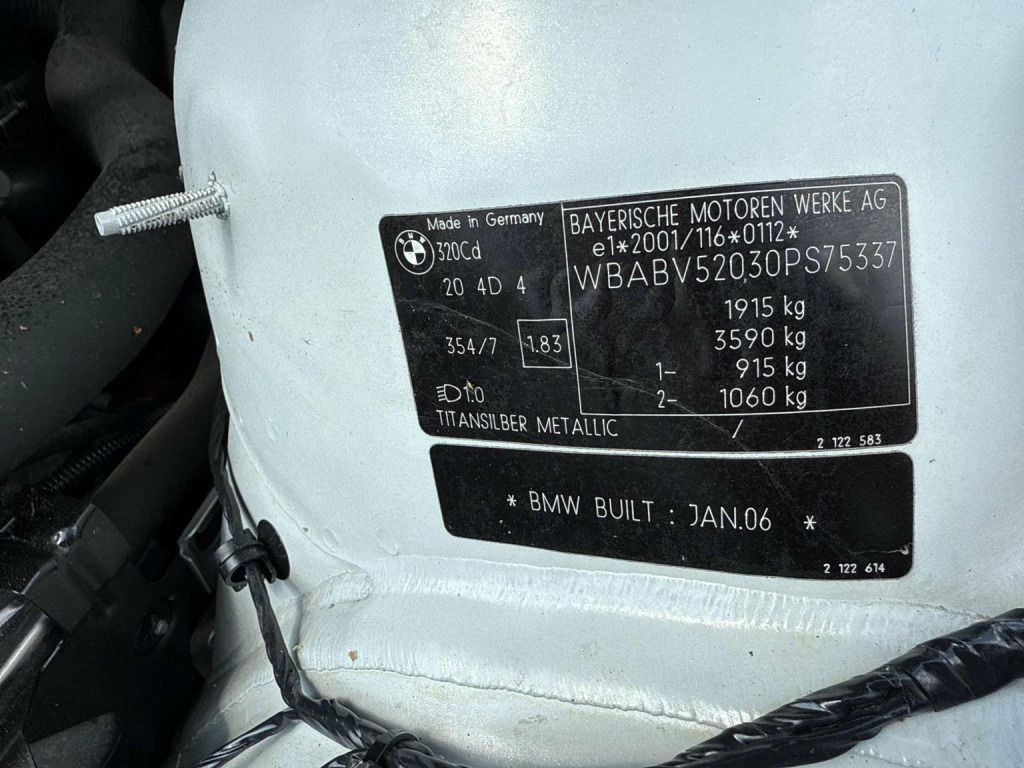 Made in Germany
BMW
320Cd
20 4D 4
354/7 1.83
1.0
TITANSILBER METALLIC
BAYERISCHE MOTOREN WERKE AG
e1*2001/116*0112*
WBABV52030PS75337
1915 kg
3590 kg
1- 915 kg
2- 1060 kg
/
2 122 583
* BMW BUILT : JAN.06 *
2 122 614